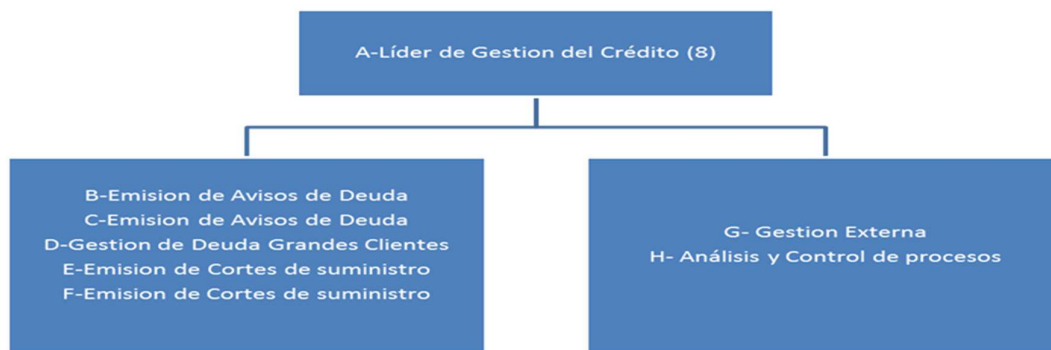 A-Líder de Gestion del Crédito (8)
B-Emision de Avisos de Deuda
C-Emision de Avisos de Deuda
D-Gestion de Deuda Grandes Clientes
E-Emision de Cortes de suministro
F-Emision de Cortes de suministro
G- Gestion Externa
H- Análisis y Control de procesos